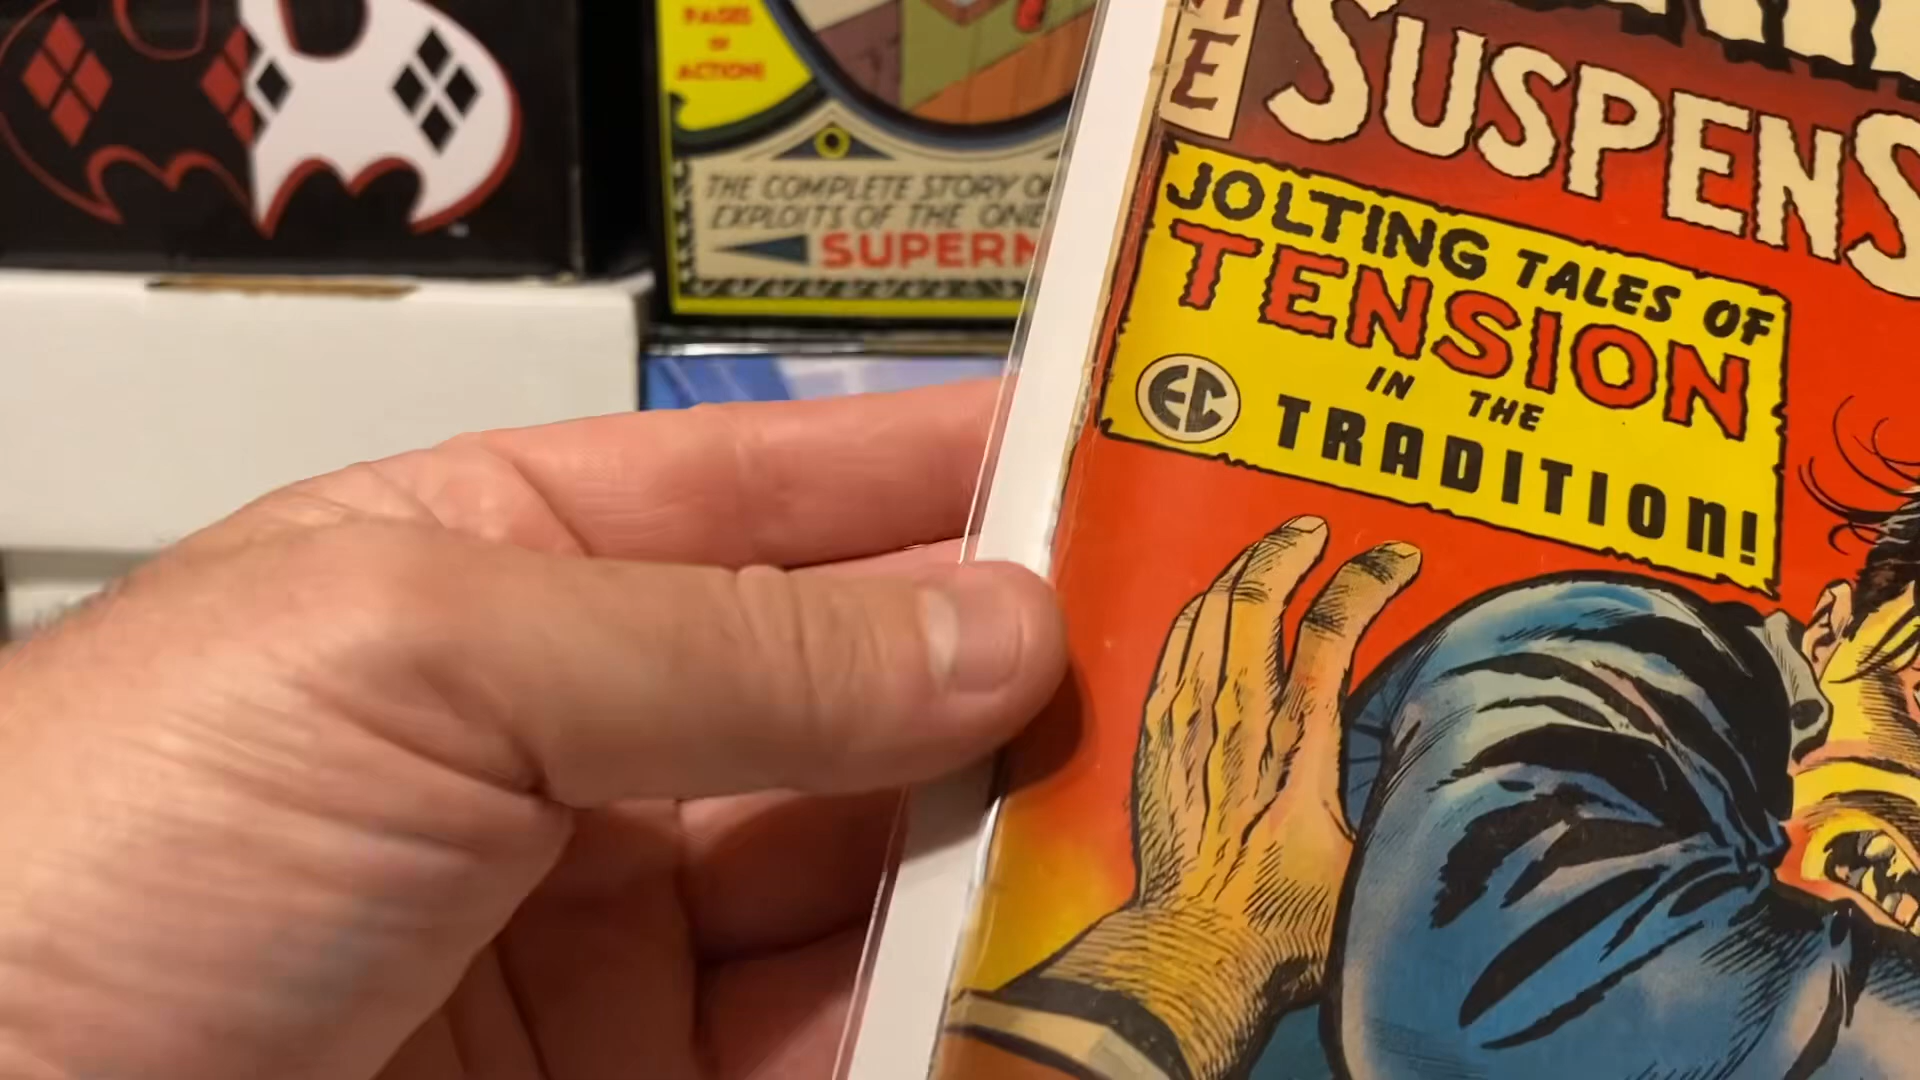 PAGES
OF
ACTION!
THE COMPLETE STORY O
EXPLOITS OF THE ONE
SUPERM
ME
SUSPENS
JOLTING TALES OF
TENSION
IN THE
EC TRADITION!